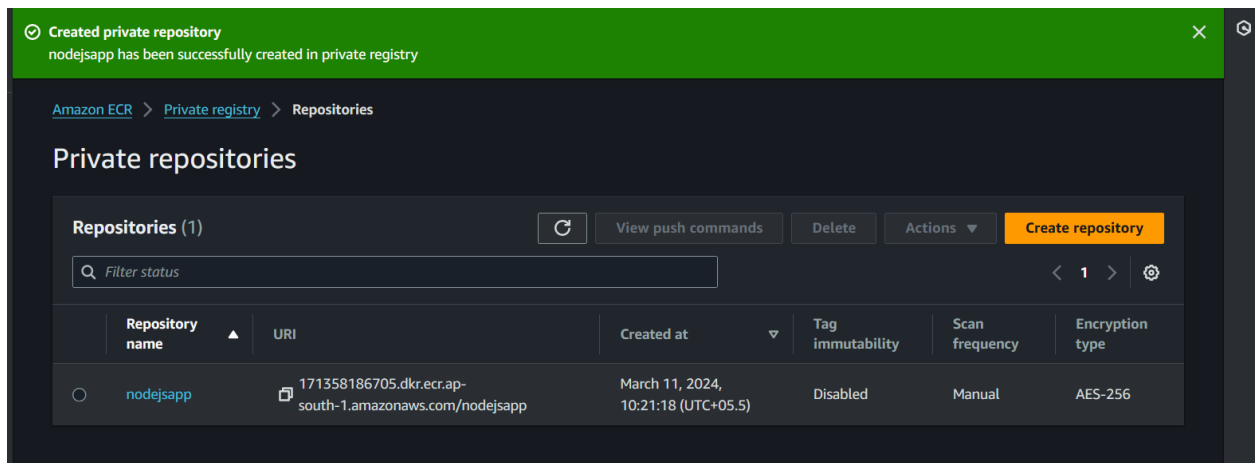 Created private repository
nodejsapp has been successfully created in private registry
Amazon ECR > Private registry > Repositories
Private repositories
Repositories (1)
View push commands
Delete
Actions
Create repository
Filter status
1
Repository name
URI
Created at
Tag immutability
Scan frequency
Encryption type
nodejsapp
171358186705.dkr.ecr.ap-
south-1.amazonaws.com/nodejsapp
March 11, 2024,
10:21:18 (UTC+05.5)
Disabled
Manual
AES-256